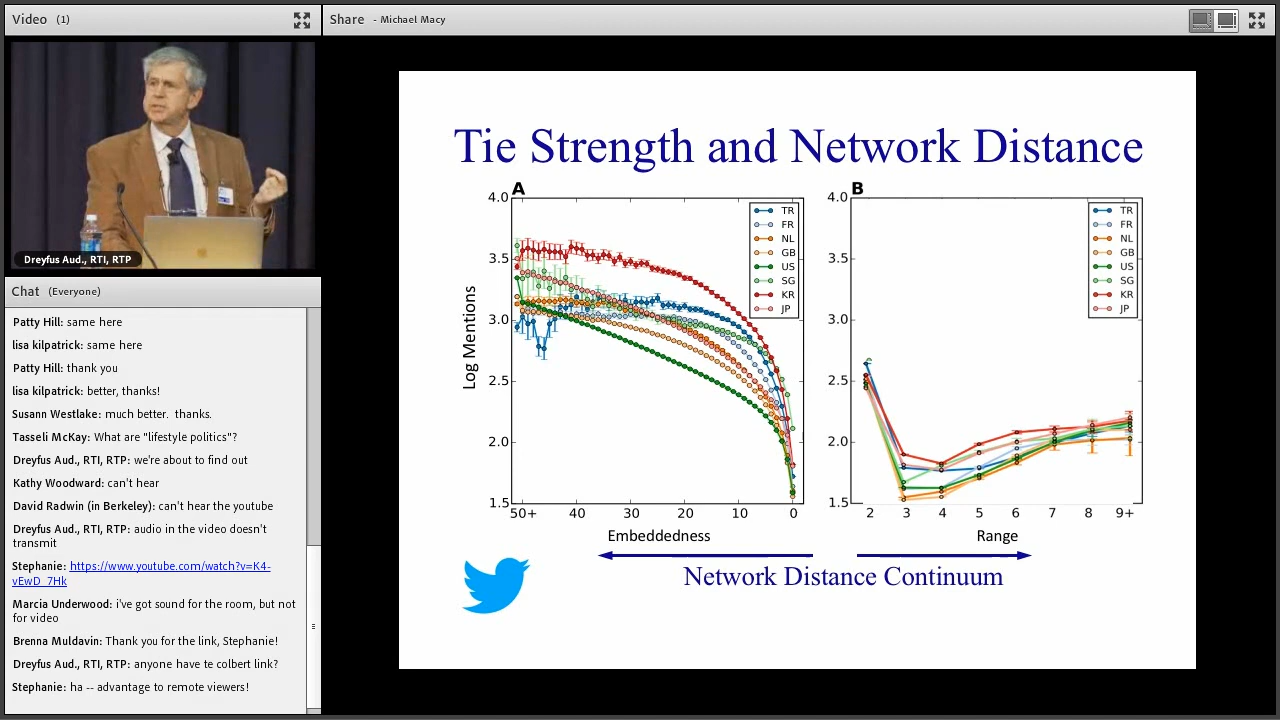 Video (1)
Share - Michael Macy
Dreyfus Aud., RTI, RTP
Chat (Everyone)
Patty Hill: same here
lisa kilpatrick: same here
Patty Hill: thank you
lisa kilpatrick: better, thanks!
Susann Westlake: much better. thanks.
Tasseli McKay: What are "lifestyle politics"?
Dreyfus Aud., RTI, RTP: we're about to find out
Kathy Woodward: can't hear
David Radwin (in Berkeley): can't hear the youtube
Dreyfus Aud., RTI, RTP: audio in the video doesn't
transmit
Stephanie: https://www.youtube.com/watch?v=K4-
vEwD_7Hk
Marcia Underwood: i've got sound for the room, but not
for video
Brenna Muldavin: Thank you for the link, Stephanie!
Dreyfus Aud., RTI, RTP: anyone have te colbert link?
Stephanie: ha -- advantage to remote viewers!
Tie Strength and Network Distance
A
4.0
3.5
3.0
2.5
2.0
1.5
Log Mentions
TR
FR
NL
GB
US
SG
KR
JP
50+ 40 30 20 10 0
Embeddedness
B
4.0
3.5
3.0
2.5
2.0
1.5
TR
FR
NL
GB
US
SG
KR
JP
2 3 4 5 6 7 8 9+
Range
Network Distance Continuum